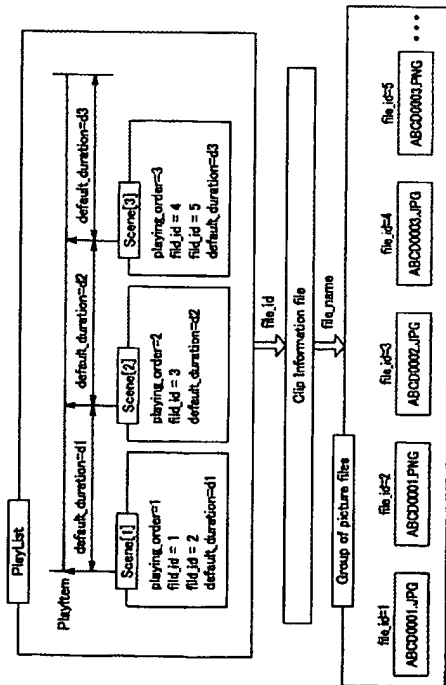 PlayList
PlayItem
default_duration=d1
default_duration=d2
default_duration=d3
Scene[1]
playing_order=1
fild_id = 1
fild_id = 2
default_duration=d1
Scene[2]
playing_order=2
fild_id = 3
default_duration=d2
Scene[3]
playing_order=3
fild_id = 4
fild_id = 5
default_duration=d3
file_id
Clip Information file
file_name
Group of picture files
file_id=1
ABCD0001.JPG
file_id=2
ABCD0001.PNG
file_id=3
ABCD0002.JPG
file_id=4
ABCD0003.JPG
file_id=5
ABCD0003.PNG
...